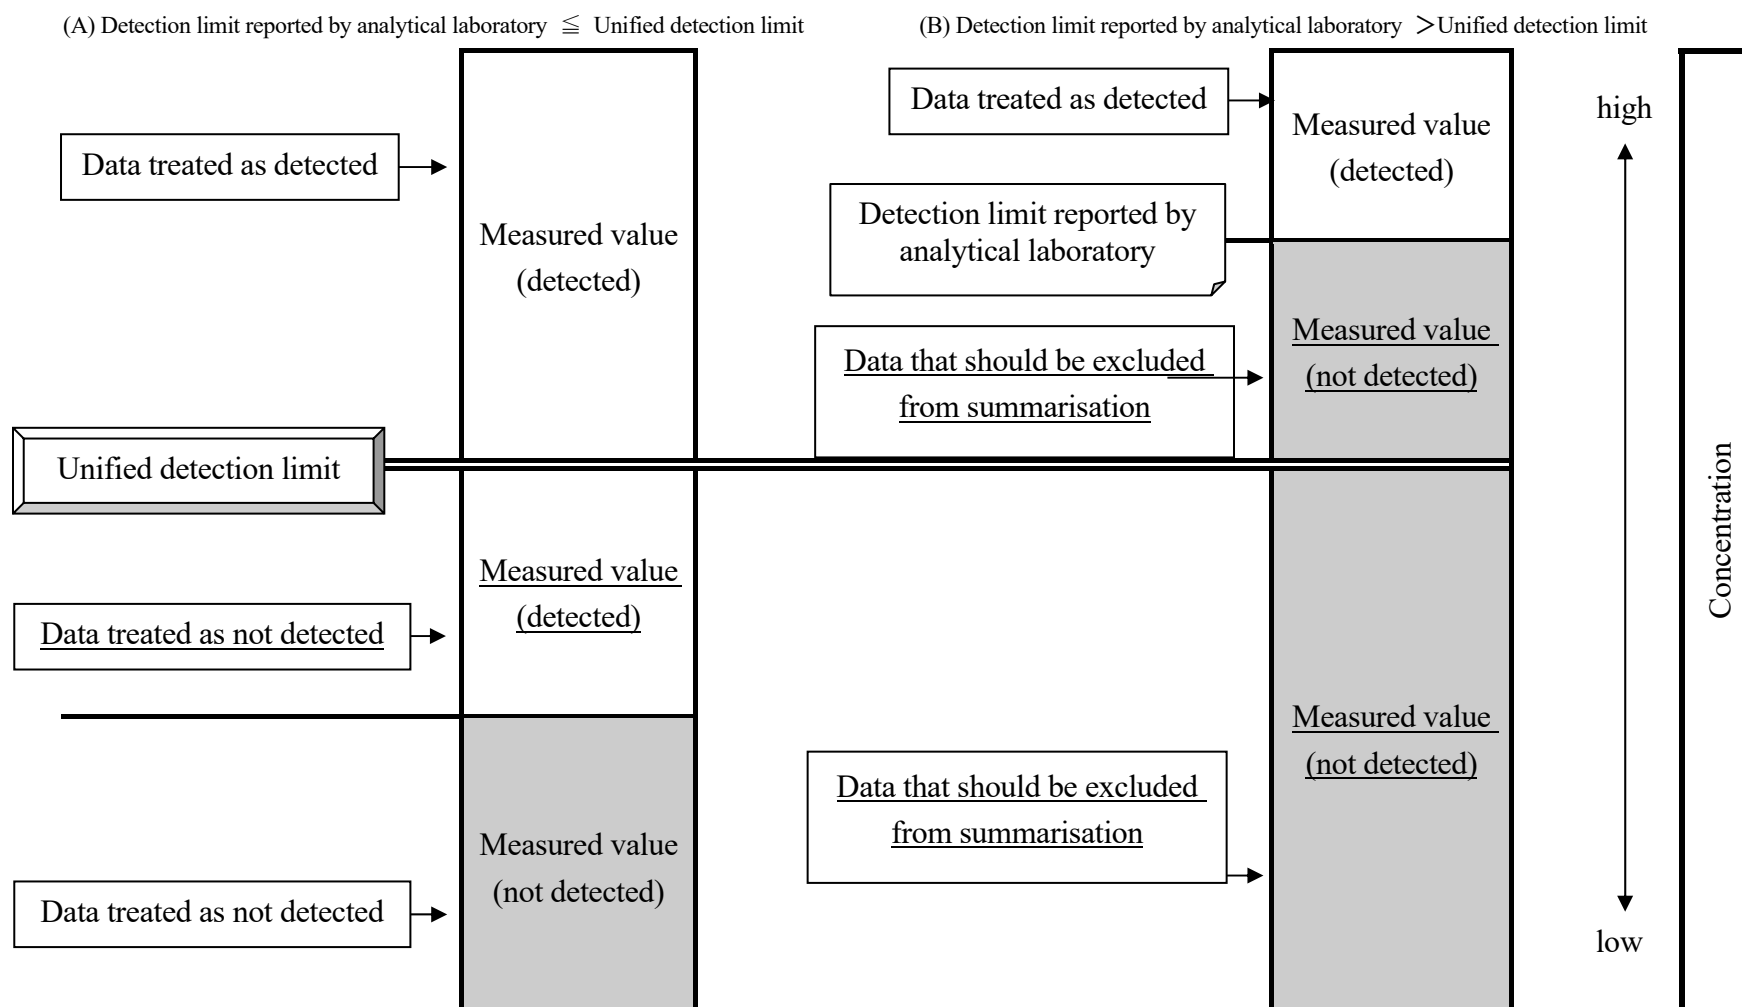 (A) Detection limit reported by analytical laboratory ≦ Unified detection limit
(B) Detection limit reported by analytical laboratory ＞Unified detection limit
Data treated as detected
Measured value
(detected)
Unified detection limit
Measured value
(detected)
Data treated as not detected
Measured value
(not detected)
Data treated as not detected
Data treated as detected
Measured value
(detected)
Detection limit reported by
analytical laboratory
Data that should be excluded
from summarisation
Measured value
(not detected)
Measured value
(not detected)
Data that should be excluded
from summarisation
high
low
Concentration